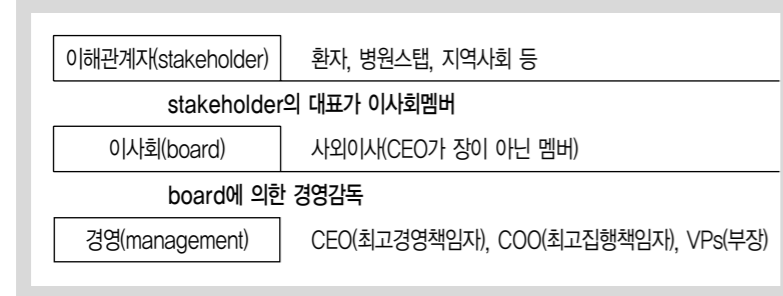 이해관계자(stakeholder) 환자, 병원스탭, 지역사회 등
stakeholder의 대표가 이사회멤버
이사회(board) 사외이사(CEO가 장이 아닌 멤버)
board에 의한 경영감독
경영(management) CEO(최고경영책임자), COO(최고집행책임자), VPs(부장)